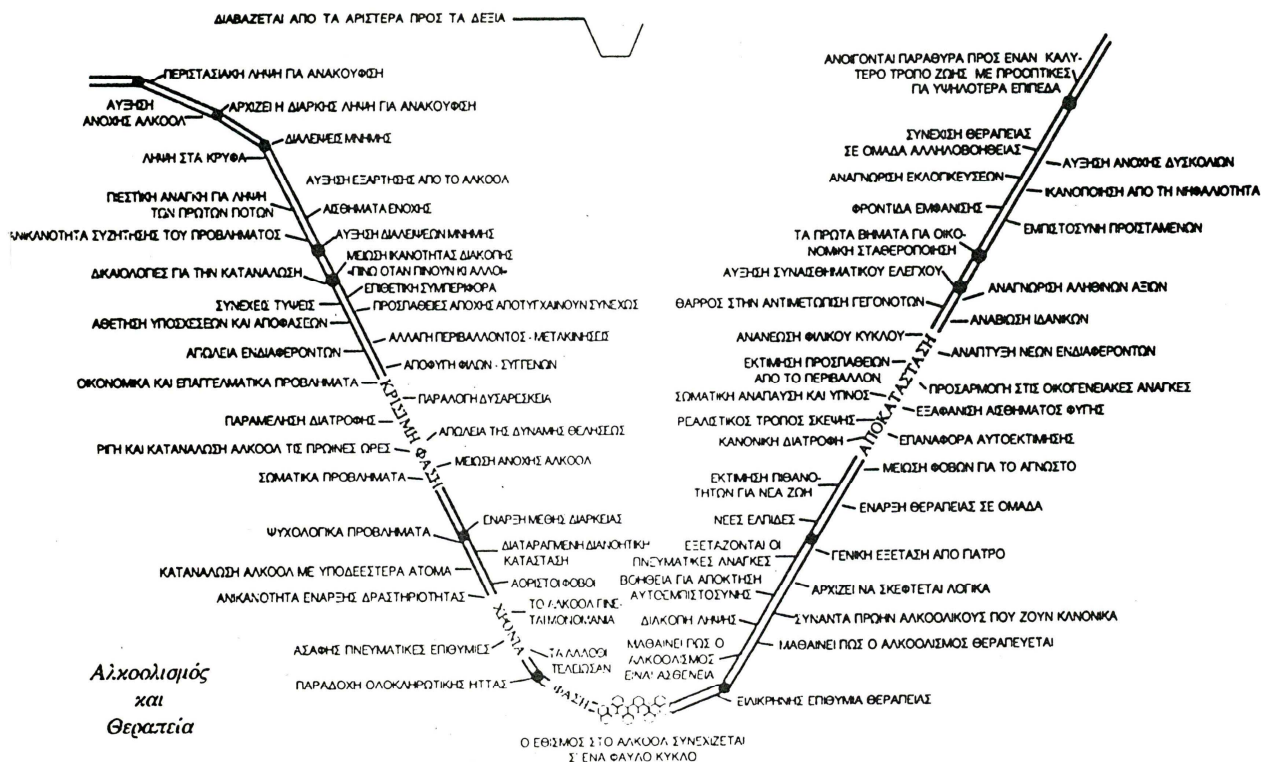 ΔΙΑΒΑΖΕΤΑΙ ΑΠΟ ΤΑ ΑΡΙΣΤΕΡΑ ΠΡΟΣ ΤΑ ΔΕΞΙΑ
ΠΕΡΙΣΤΑΣΙΑΚΗ ΛΗΨΗ ΓΙΑ ΑΝΑΚΟΥΦΙΣΗ
ΑΥΞΗΣΗ
ΑΝΟΧΗΣ ΑΛΚΟΟΛ
ΑΡΧΙΖΕΙ Η ΔΙΑΡΚΗΣ ΛΗΨΗ ΓΙΑ ΑΝΑΚΟΥΦΙΣΗ
ΔΙΑΛΕΨΕΙΣ ΜΝΗΜΗΣ
ΛΗΨΗ ΣΤΑ ΚΡΥΦΑ
ΑΥΞΗΣΗ ΕΞΑΡΤΗΣΗΣ ΑΠΟ ΤΟ ΑΛΚΟΟΛ
ΠΙΕΣΤΙΚΗ ΑΝΑΓΚΗ ΓΙΑ ΛΗΨΗ
ΤΩΝ ΠΡΩΤΩΝ ΠΟΤΩΝ
ΑΙΣΘΗΜΑΤΑ ΕΝΟΧΗΣ
ΑΝΙΚΑΝΟΤΗΤΑ ΣΥΖΗΤΗΣΗΣ ΤΟΥ ΠΡΟΒΛΗΜΑΤΟΣ
ΑΥΞΗΣΗ ΔΙΑΛΕΨΕΩΝ ΜΝΗΜΗΣ
ΜΕΙΩΣΗ ΙΚΑΝΟΤΗΤΑΣ ΔΙΑΚΟΠΗΣ
-ΠΙΝΩ ΟΤΑΝ ΠΙΝΟΥΝ ΚΙ ΑΛΛΟΙ-
ΔΙΚΑΙΟΛΟΓΙΕΣ ΓΙΑ ΤΗΝ ΚΑΤΑΝΑΛΩΣΗ
ΕΠΙΘΕΤΙΚΗ ΣΥΜΠΕΡΙΦΟΡΑ
ΣΥΝΕΧΕΙΣ ΤΥΨΕΙΣ
ΠΡΟΣΠΑΘΕΙΕΣ ΑΠΟΧΗΣ ΑΠΟΤΥΓΧΑΙΝΟΥΝ ΣΥΝΕΧΩΣ
ΑΘΕΤΗΣΗ ΥΠΟΣΧΕΣΕΩΝ ΚΑΙ ΑΠΟΦΑΣΕΩΝ
ΑΛΛΑΓΗ ΠΕΡΙΒΑΛΛΟΝΤΟΣ - ΜΕΤΑΚΙΝΗΣΕΙΣ
ΑΠΩΛΕΙΑ ΕΝΔΙΑΦΕΡΟΝΤΩΝ
ΑΠΟΦΥΓΗ ΦΙΛΩΝ - ΣΥΓΓΕΝΩΝ
ΟΙΚΟΝΟΜΙΚΑ ΚΑΙ ΕΠΑΓΓΕΛΜΑΤΙΚΑ ΠΡΟΒΛΗΜΑΤΑ
ΚΡΙΣΙΜΗ ΦΑΣΗ
ΠΑΡΑΛΟΓΗ ΔΥΣΑΡΕΣΚΕΙΑ
ΠΑΡΑΜΕΛΗΣΗ ΔΙΑΤΡΟΦΗΣ
ΑΠΩΛΕΙΑ ΤΗΣ ΔΥΝΑΜΗΣ ΘΕΛΗΣΕΩΣ
ΡΙΓΗ ΚΑΙ ΚΑΤΑΝΑΛΩΣΗ ΑΛΚΟΟΛ ΤΙΣ ΠΡΩΙΝΕΣ ΩΡΕΣ
ΜΕΙΩΣΗ ΑΝΟΧΗΣ ΑΛΚΟΟΛ
ΣΩΜΑΤΙΚΑ ΠΡΟΒΛΗΜΑΤΑ
ΕΝΑΡΞΗ ΜΕΘΗΣ ΔΙΑΡΚΕΙΑΣ
ΨΥΧΟΛΟΓΙΚΑ ΠΡΟΒΛΗΜΑΤΑ
ΔΙΑΤΑΡΑΓΜΕΝΗ ΔΙΑΝΟΗΤΙΚΗ
ΚΑΤΑΣΤΑΣΗ
ΚΑΤΑΝΑΛΩΣΗ ΑΛΚΟΟΛ ΜΕ ΥΠΟΔΕΕΣΤΕΡΑ ΑΤΟΜΑ
ΑΟΡΙΣΤΟΙ ΦΟΒΟΙ
ΑΝΙΚΑΝΟΤΗΤΑ ΕΝΑΡΞΗΣ ΔΡΑΣΤΗΡΙΟΤΗΤΑΣ
ΤΟ ΑΛΚΟΟΛ ΓΙΝΕ-
ΤΑΙ ΜΟΝΟΜΑΝΙΑ
ΧΡΟΝΙΑ ΦΑΣΗ
ΑΣΑΦΗΣ ΠΝΕΥΜΑΤΙΚΕΣ ΕΠΙΘΥΜΙΕΣ
ΤΑ ΑΛΛΟΘΙ
ΤΕΛΕΙΩΣΑΝ
ΠΑΡΑΔΟΧΗ ΟΛΟΚΛΗΡΩΤΙΚΗΣ ΗΤΤΑΣ
Ο ΕΘΙΣΜΟΣ ΣΤΟ ΑΛΚΟΟΛ ΣΥΝΕΧΙΖΕΤΑΙ
Σ' ΕΝΑ ΦΑΥΛΟ ΚΥΚΛΟ
Αλκοολισμός
και
Θεραπεία
ΑΝΟΙΓΟΝΤΑΙ ΠΑΡΑΘΥΡΑ ΠΡΟΣ ΕΝΑΝ ΚΑΛΥ-
ΤΕΡΟ ΤΡΟΠΟ ΖΩΗΣ ΜΕ ΠΡΟΟΠΤΙΚΕΣ
ΓΙΑ ΥΨΗΛΟΤΕΡΑ ΕΠΙΠΕΔΑ
ΣΥΝΕΧΙΣΗ ΘΕΡΑΠΕΙΑΣ
ΣΕ ΟΜΑΔΑ ΑΛΛΗΛΟΒΟΗΘΕΙΑΣ
ΑΥΞΗΣΗ ΑΝΟΧΗΣ ΔΥΣΚΟΛΙΩΝ
ΑΝΑΓΝΩΡΙΣΗ ΕΚΛΟΓΙΚΕΥΣΕΩΝ
ΙΚΑΝΟΠΟΙΗΣΗ ΑΠΟ ΤΗ ΝΗΦΑΛΙΟΤΗΤΑ
ΦΡΟΝΤΙΔΑ ΕΜΦΑΝΙΣΗΣ
ΕΜΠΙΣΤΟΣΥΝΗ ΠΡΟΙΣΤΑΜΕΝΩΝ
ΤΑ ΠΡΩΤΑ ΒΗΜΑΤΑ ΓΙΑ ΟΙΚΟ-
ΝΟΜΙΚΗ ΣΤΑΘΕΡΟΠΟΙΗΣΗ
ΑΥΞΗΣΗ ΣΥΝΑΙΣΘΗΜΑΤΙΚΟΥ ΕΛΕΓΧΟΥ
ΑΝΑΓΝΩΡΙΣΗ ΑΛΗΘΙΝΩΝ ΑΞΙΩΝ
ΘΑΡΡΟΣ ΣΤΗΝ ΑΝΤΙΜΕΤΩΠΙΣΗ ΓΕΓΟΝΟΤΩΝ
ΑΝΑΒΙΩΣΗ ΙΔΑΝΙΚΩΝ
ΑΝΑΝΕΩΣΗ ΦΙΛΙΚΟΥ ΚΥΚΛΟΥ
ΑΝΑΠΤΥΞΗ ΝΕΩΝ ΕΝΔΙΑΦΕΡΟΝΤΩΝ
ΕΚΤΙΜΗΣΗ ΠΡΟΣΠΑΘΕΙΩΝ
ΑΠΟ ΤΟ ΠΕΡΙΒΑΛΛΟΝ
ΑΠΟΚΑΤΑΣΤΑΣΗ
ΠΡΟΣΑΡΜΟΓΗ ΣΤΙΣ ΟΙΚΟΓΕΝΕΙΑΚΕΣ ΑΝΑΓΚΕΣ
ΣΩΜΑΤΙΚΗ ΑΝΑΠΑΥΣΗ ΚΑΙ ΥΠΝΟΣ
ΕΞΑΦΑΝΙΣΗ ΑΙΣΘΗΜΑΤΟΣ ΦΥΓΗΣ
ΡΕΑΛΙΣΤΙΚΟΣ ΤΡΟΠΟΣ ΣΚΕΨΗΣ
ΚΑΝΟΝΙΚΗ ΔΙΑΤΡΟΦΗ
ΕΠΑΝΑΦΟΡΑ ΑΥΤΟΕΚΤΙΜΗΣΗΣ
ΜΕΙΩΣΗ ΦΟΒΩΝ ΓΙΑ ΤΟ ΑΓΝΩΣΤΟ
ΕΚΤΙΜΗΣΗ ΠΙΘΑΝΟ-
ΤΗΤΩΝ ΓΙΑ ΝΕΑ ΖΩΗ
ΕΝΑΡΞΗ ΘΕΡΑΠΕΙΑΣ ΣΕ ΟΜΑΔΑ
ΝΕΕΣ ΕΛΠΙΔΕΣ
ΕΞΕΤΑΖΟΝΤΑΙ ΟΙ
ΠΝΕΥΜΑΤΙΚΕΣ ΑΝΑΓΚΕΣ
ΓΕΝΙΚΗ ΕΞΕΤΑΣΗ ΑΠΟ ΓΙΑΤΡΟ
ΒΟΗΘΕΙΑ ΓΙΑ ΑΠΟΚΤΗΣΗ
ΑΥΤΟΕΜΠΙΣΤΟΣΥΝΗΣ
ΑΡΧΙΖΕΙ ΝΑ ΣΚΕΦΤΕΤΑΙ ΛΟΓΙΚΑ
ΔΙΑΚΟΠΗ ΛΗΨΗΣ
ΣΥΝΑΝΤΑ ΠΡΩΗΝ ΑΛΚΟΟΛΙΚΟΥΣ ΠΟΥ ΖΟΥΝ ΚΑΝΟΝΙΚΑ
ΜΑΘΑΙΝΕΙ ΠΩΣ Ο
ΑΛΚΟΟΛΙΣΜΟΣ
ΕΙΝΑΙ ΑΣΘΕΝΕΙΑ
ΜΑΘΑΙΝΕΙ ΠΩΣ Ο ΑΛΚΟΟΛΙΣΜΟΣ ΘΕΡΑΠΕΥΕΤΑΙ
ΕΙΛΙΚΡΙΝΗΣ ΕΠΙΘΥΜΙΑ ΘΕΡΑΠΕΙΑΣ